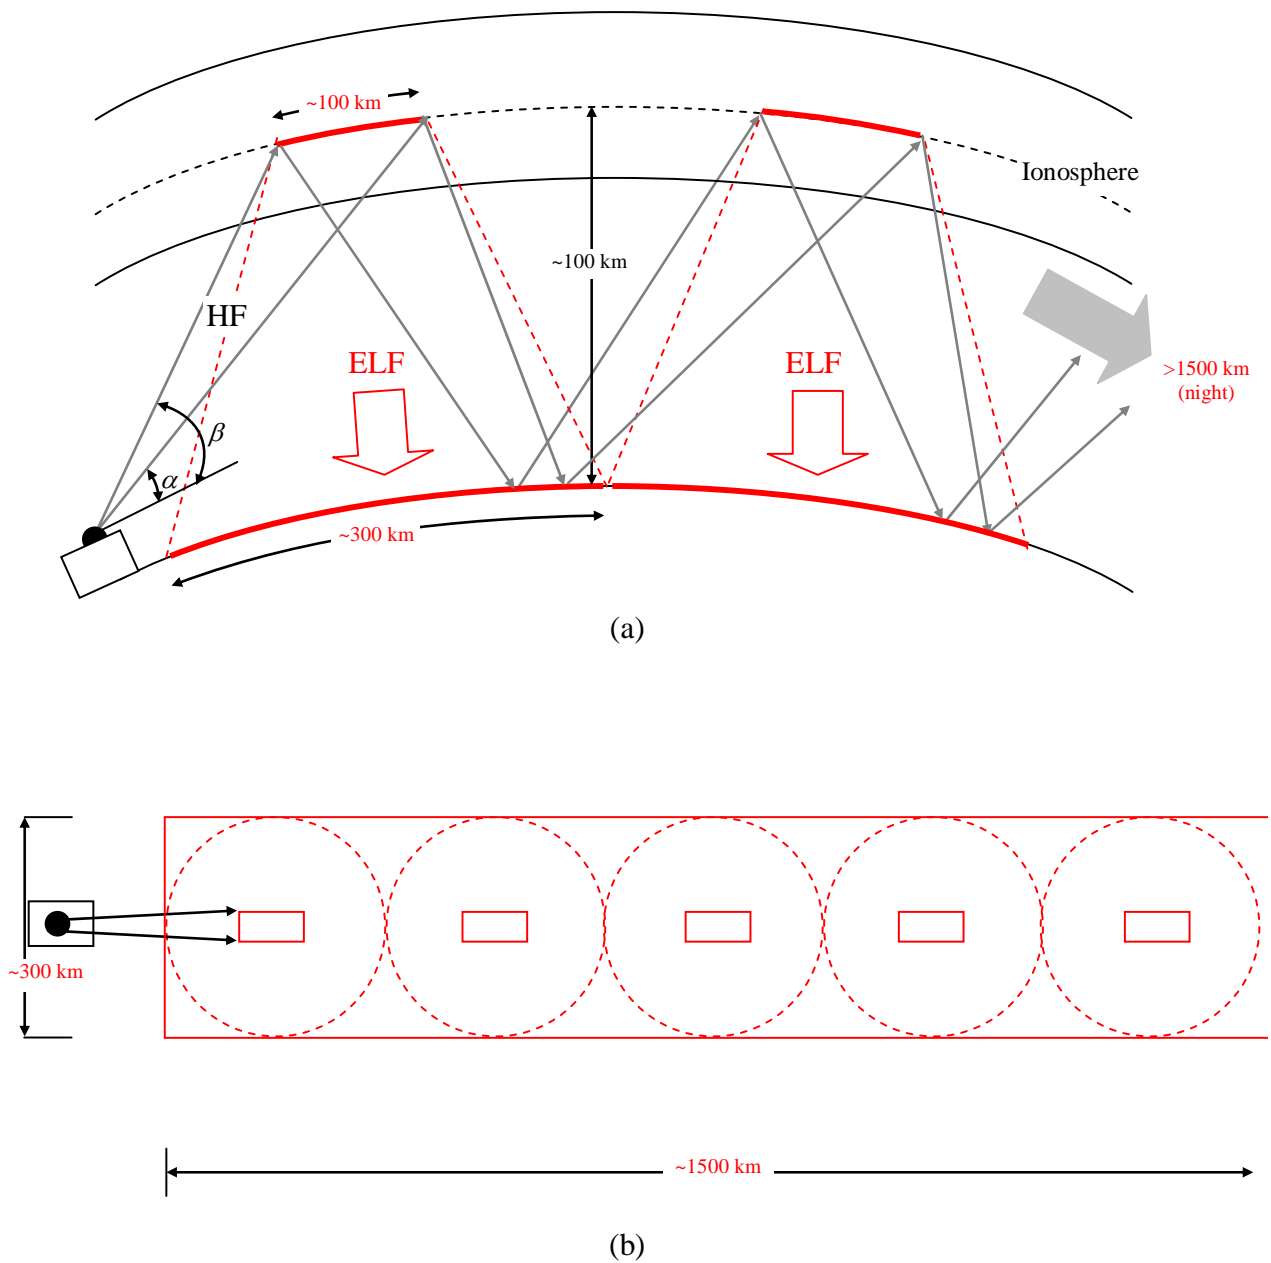 ~100 km
Ionosphere
~100 km
HF
ELF
ELF
>1500 km
(night)
β
α
~300 km
(a)
~300 km
~1500 km
(b)